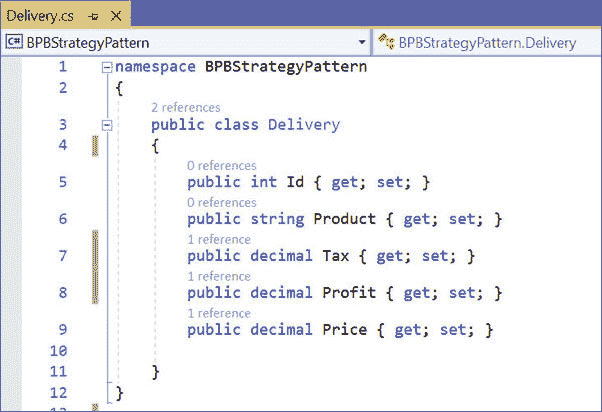 Delivery.cs
C# BPBStrategyPattern BPBStrategyPattern.Delivery
1 namespace BPBStrategyPattern
2 {
2 references
3 public class Delivery
4 {
0 references
5 public int Id { get; set; }
0 references
6 public string Product { get; set; }
1 reference
7 public decimal Tax { get; set; }
1 reference
8 public decimal Profit { get; set; }
1 reference
9 public decimal Price { get; set; }
10
11 }
12 }